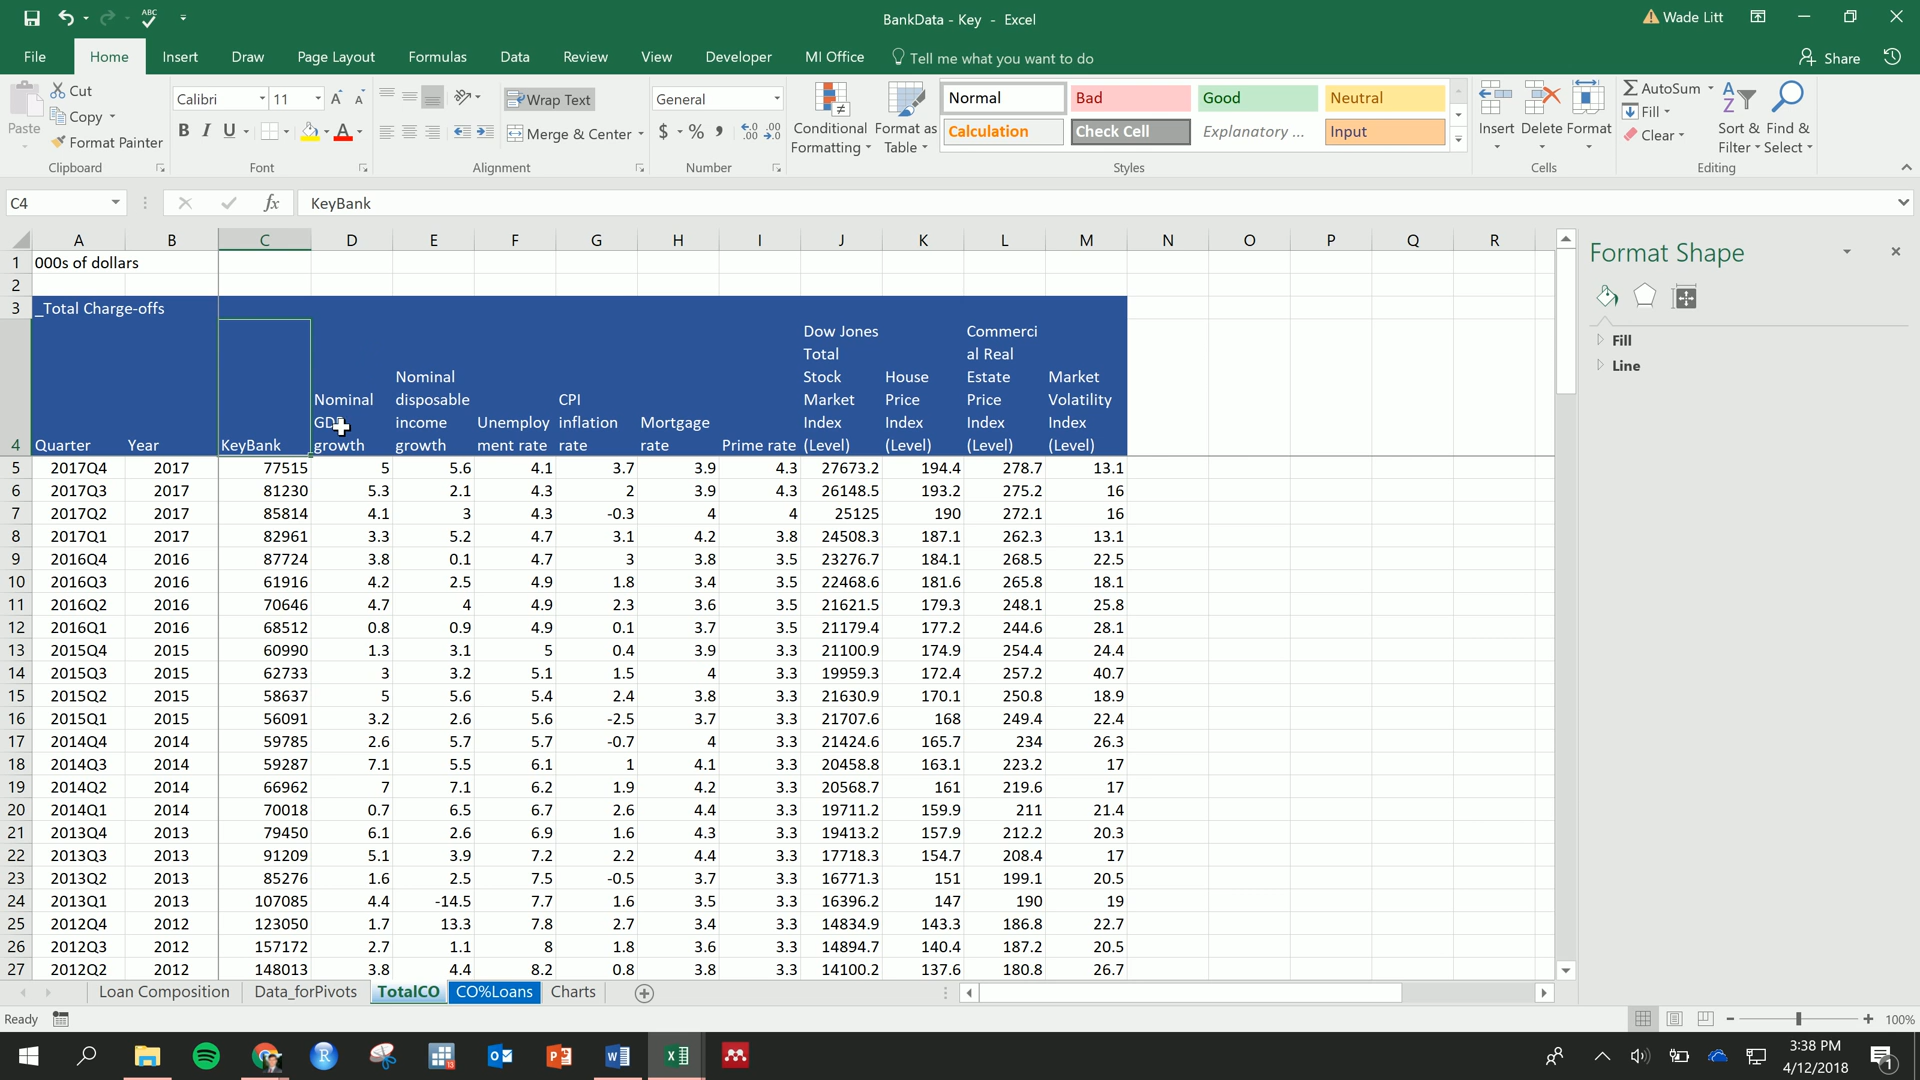 BankData - Key - Excel
Wade Litt
File Home Insert Draw Page Layout Formulas Data Review View Developer MI Office Tell me what you want to do
Share
Cut
Copy
Format Painter
Paste
Clipboard
Calibri 11
B I U
Font
Wrap Text
Merge & Center
Alignment
General
$ % ,
Number
Conditional Formatting
Format as Table
Normal Bad Good Neutral
Calculation Check Cell Explanatory ... Input
Styles
Insert Delete Format
Cells
AutoSum
Fill
Clear
Sort & Filter
Find & Select
Editing
C4 fx KeyBank
A B C D E F G H I J K L M N O P Q R
1 000s of dollars
2
3 _Total Charge-offs
4 Quarter Year KeyBank Nominal GDP growth Nominal disposable income growth Unemployment rate CPI inflation rate Mortgage rate Prime rate Dow Jones Total Stock Market Index (Level) House Price Index (Level) Commercial Real Estate Price Index (Level) Market Volatility Index (Level)
5 2017Q4 2017 77515 5 5.6 4.1 3.7 3.9 4.3 27673.2 194.4 278.7 13.1
6 2017Q3 2017 81230 5.3 2.1 4.3 2 3.9 4.3 26148.5 193.2 275.2 16
7 2017Q2 2017 85814 4.1 3 4.3 -0.3 4 4 25125 190 272.1 16
8 2017Q1 2017 82961 3.3 5.2 4.7 3.1 4.2 3.8 24508.3 187.1 262.3 13.1
9 2016Q4 2016 87724 3.8 0.1 4.7 3 3.8 3.5 23276.7 184.1 268.5 22.5
10 2016Q3 2016 61916 4.2 2.5 4.9 1.8 3.4 3.5 22468.6 181.6 265.8 18.1
11 2016Q2 2016 70646 4.7 4 4.9 2.3 3.6 3.5 21621.5 179.3 248.1 25.8
12 2016Q1 2016 68512 0.8 0.9 4.9 0.1 3.7 3.5 21179.4 177.2 244.6 28.1
13 2015Q4 2015 60990 1.3 3.1 5 0.4 3.9 3.3 21100.9 174.9 254.4 24.4
14 2015Q3 2015 62733 3 3.2 5.1 1.5 4 3.3 19959.3 172.4 257.2 40.7
15 2015Q2 2015 58637 5 5.6 5.4 2.4 3.8 3.3 21630.9 170.1 250.8 18.9
16 2015Q1 2015 56091 3.2 2.6 5.6 -2.5 3.7 3.3 21707.6 168 249.4 22.4
17 2014Q4 2014 59785 2.6 5.7 5.7 -0.7 4 3.3 21424.6 165.7 234 26.3
18 2014Q3 2014 59287 7.1 5.5 6.1 1 4.1 3.3 20458.8 163.1 223.2 17
19 2014Q2 2014 66962 7 7.1 6.2 1.9 4.2 3.3 20568.7 161 219.6 17
20 2014Q1 2014 70018 0.7 6.5 6.7 2.6 4.4 3.3 19711.2 159.9 211 21.4
21 2013Q4 2013 79450 6.1 2.6 6.9 1.6 4.3 3.3 19413.2 157.9 212.2 20.3
22 2013Q3 2013 91209 5.1 3.9 7.2 2.2 4.4 3.3 17718.3 154.7 208.4 17
23 2013Q2 2013 85276 1.6 2.5 7.5 -0.5 3.7 3.3 16771.3 151 199.1 20.5
24 2013Q1 2013 107085 4.4 -14.5 7.7 1.6 3.5 3.3 16396.2 147 190 19
25 2012Q4 2012 123050 1.7 13.3 7.8 2.7 3.4 3.3 14834.9 143.3 186.8 22.7
26 2012Q3 2012 157172 2.7 1.1 8 1.8 3.6 3.3 14894.7 140.4 187.2 20.5
27 2012Q2 2012 148013 3.8 4.4 8.2 0.8 3.8 3.3 14100.2 137.6 180.8 26.7
Format Shape
Fill
Line
Loan Composition Data_forPivots TotalCO CO%Loans Charts
Ready
100%
3:38 PM
4/12/2018